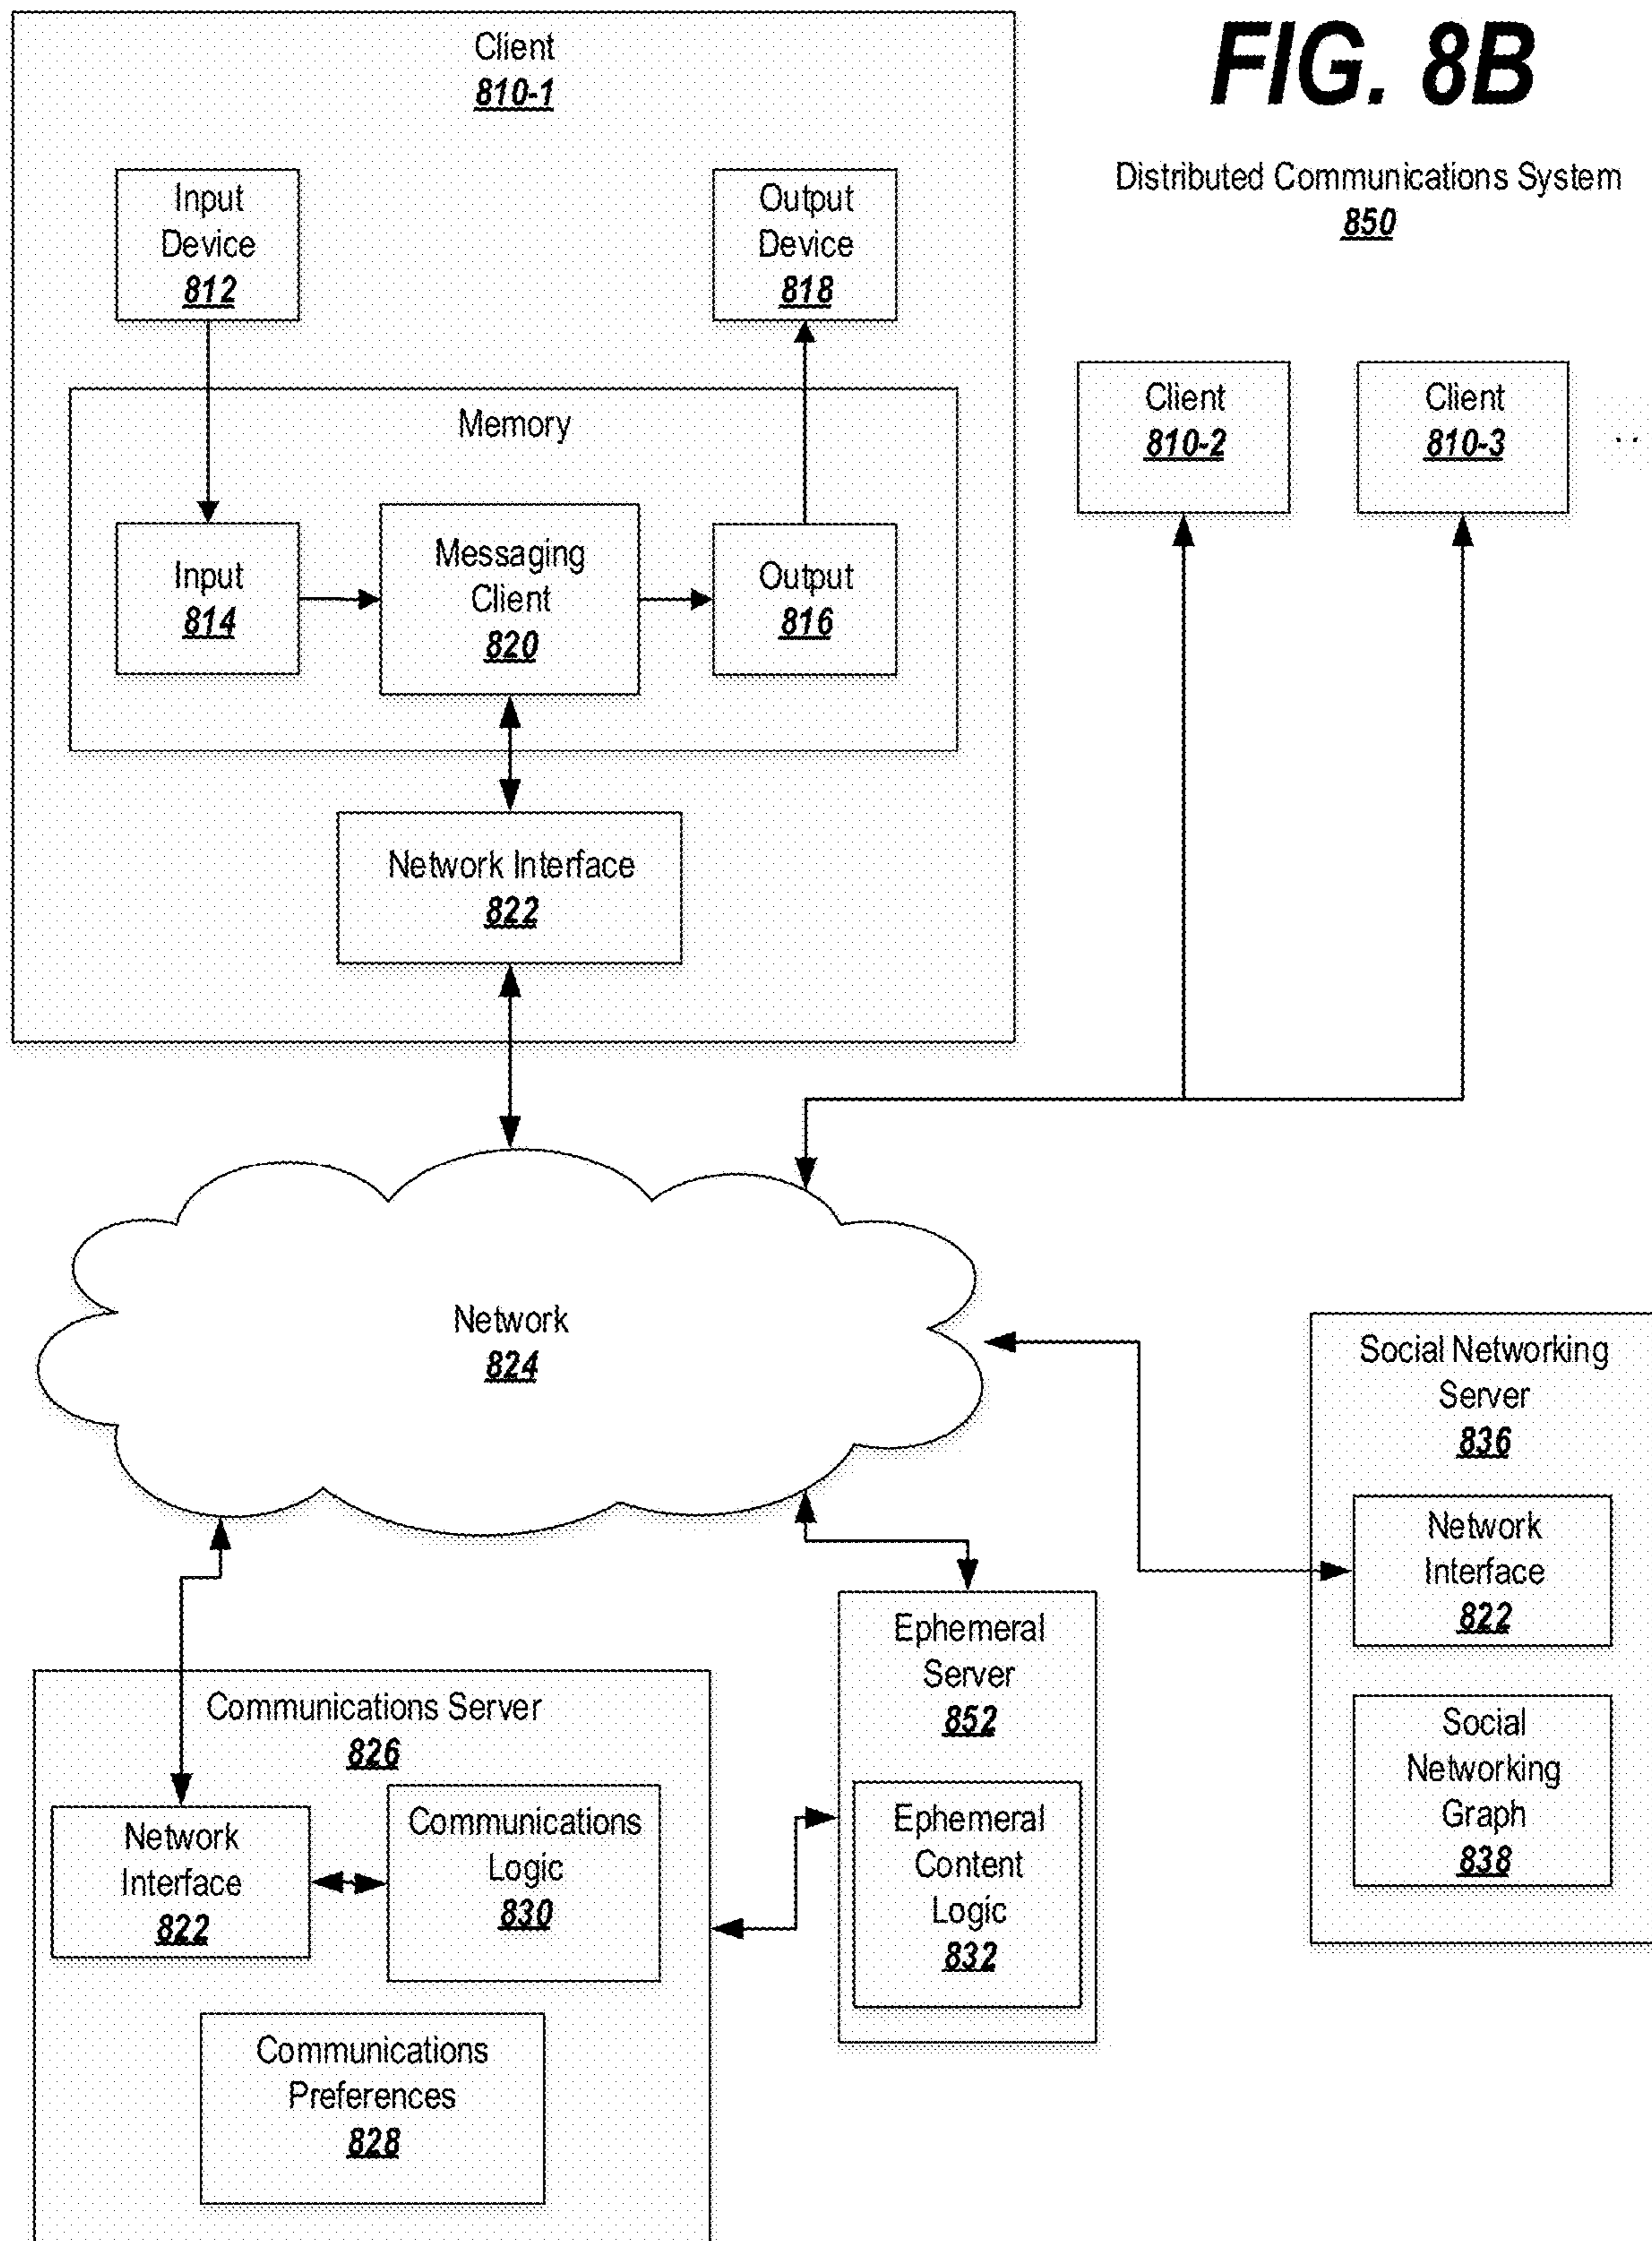 FIG. 8B
Distributed Communications System
850
Client
810-1
Input
Device
812
Output
Device
818
Memory
Input
814
Messaging
Client
820
Output
816
Network Interface
822
Client
810-2
Client
810-3
..
Network
824
Social Networking
Server
836
Network
Interface
822
Social
Networking
Graph
838
Ephemeral
Server
852
Ephemeral
Content
Logic
832
Communications Server
826
Network
Interface
822
Communications
Logic
830
Communications
Preferences
828